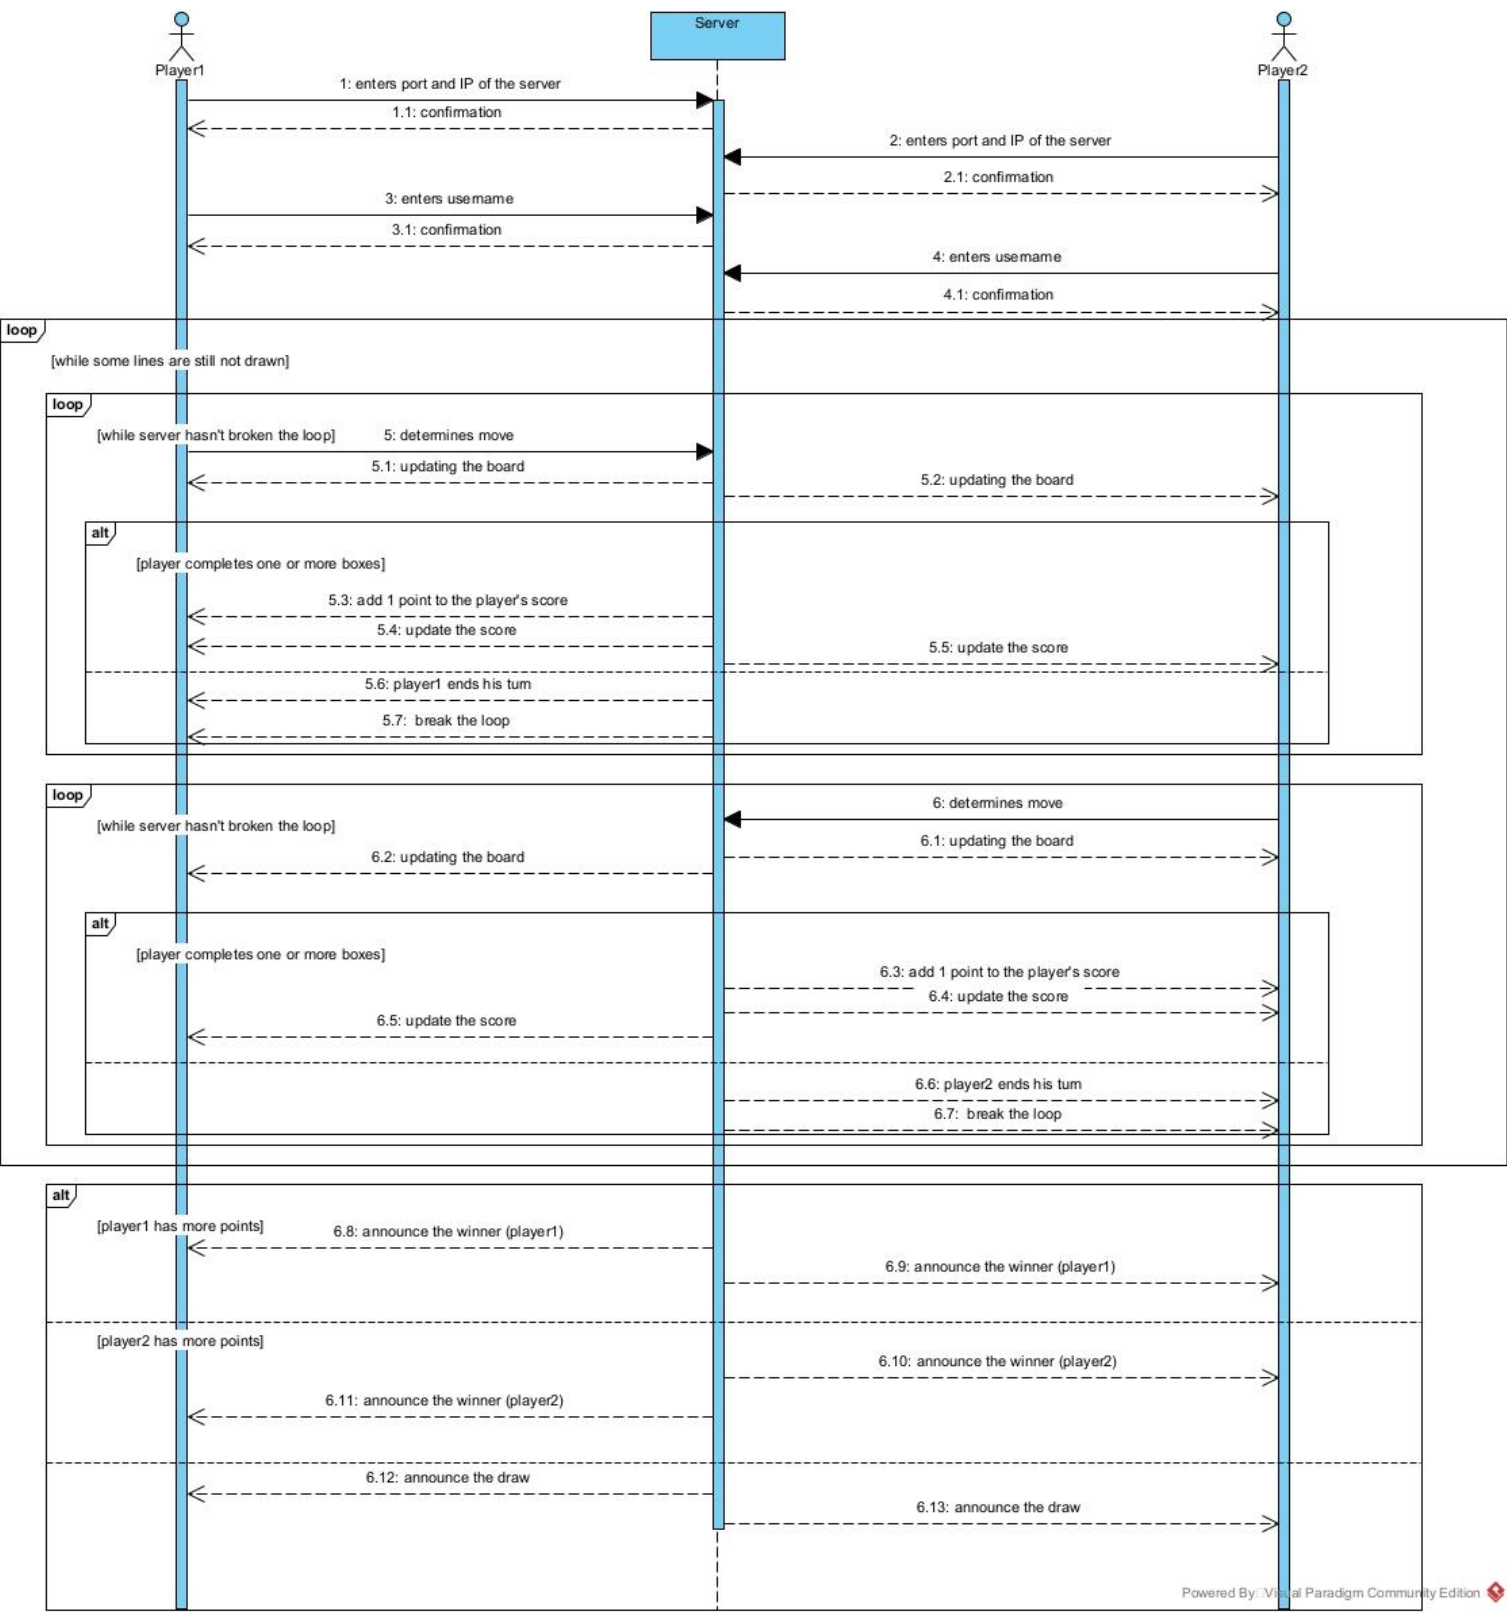 Server
Player1
Player2
1: enters port and IP of the server
1.1: confirmation
2: enters port and IP of the server
2.1: confirmation
3: enters username
3.1: confirmation
4: enters username
4.1: confirmation
loop
[while some lines are still not drawn]
loop
[while server hasn't broken the loop]
5: determines move
5.1: updating the board
5.2: updating the board
alt
[player completes one or more boxes]
5.3: add 1 point to the player's score
5.4: update the score
5.5: update the score
5.6: player1 ends his turn
5.7: break the loop
loop
6: determines move
[while server hasn't broken the loop]
6.1: updating the board
6.2: updating the board
alt
[player completes one or more boxes]
6.3: add 1 point to the player's score
6.4: update the score
6.5: update the score
6.6: player2 ends his turn
6.7: break the loop
alt
[player1 has more points]
6.8: announce the winner (player1)
6.9: announce the winner (player1)
[player2 has more points]
6.10: announce the winner (player2)
6.11: announce the winner (player2)
6.12: announce the draw
6.13: announce the draw
Powered By Visual Paradigm Community Edition